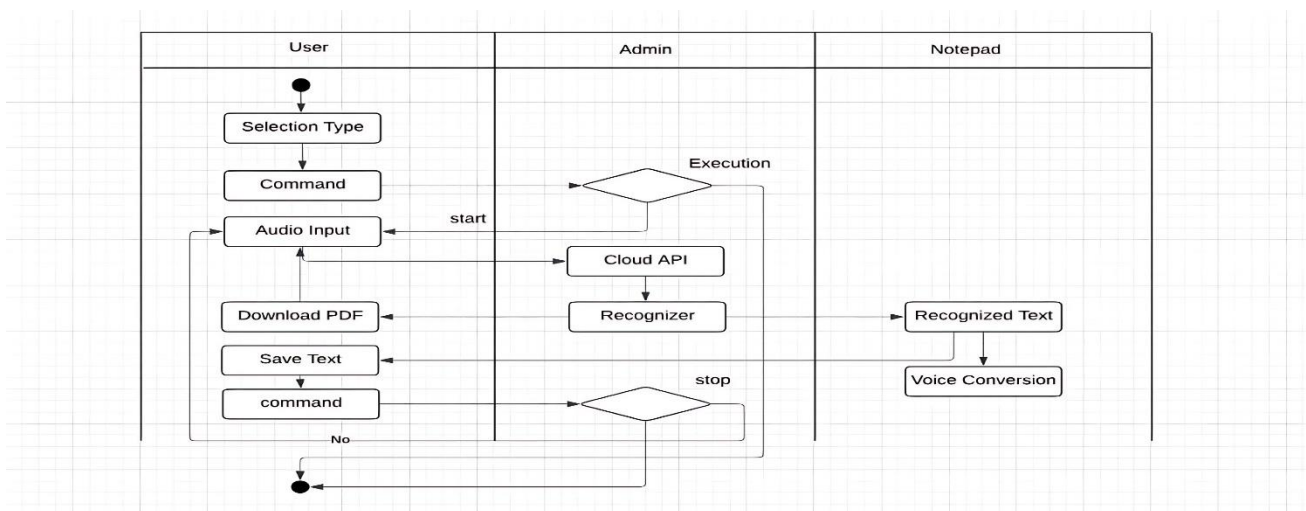 User
Admin
Notepad
Selection Type
Execution
Command
start
Audio Input
Cloud API
Download PDF
Recognizer
Recognized Text
Save Text
stop
Voice Conversion
command
No